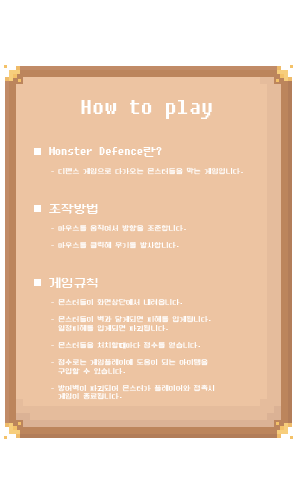 How to play
Monster Defence란?
- 디펜스 게임으로 다가오는 몬스터들을 막는 게임입니다.
조작방법
- 마우스를 움직여서 방향을 조준합니다.
- 마우스를 클릭해 무기를 발사합니다.
게임규칙
- 몬스터들이 화면상단에서 내려옵니다.
- 몬스터들이 벽과 닿게되면 피해를 입게됩니다.
일정피해를 입게되면 파괴됩니다.
- 몬스터들을 처치할때마다 점수를 얻습니다.
- 점수로는 게임플레이에 도움이 되는 아이템을
구입할 수 있습니다.
- 방어벽이 파괴되어 몬스터가 플레이어와 접촉시
게임이 종료됩니다.